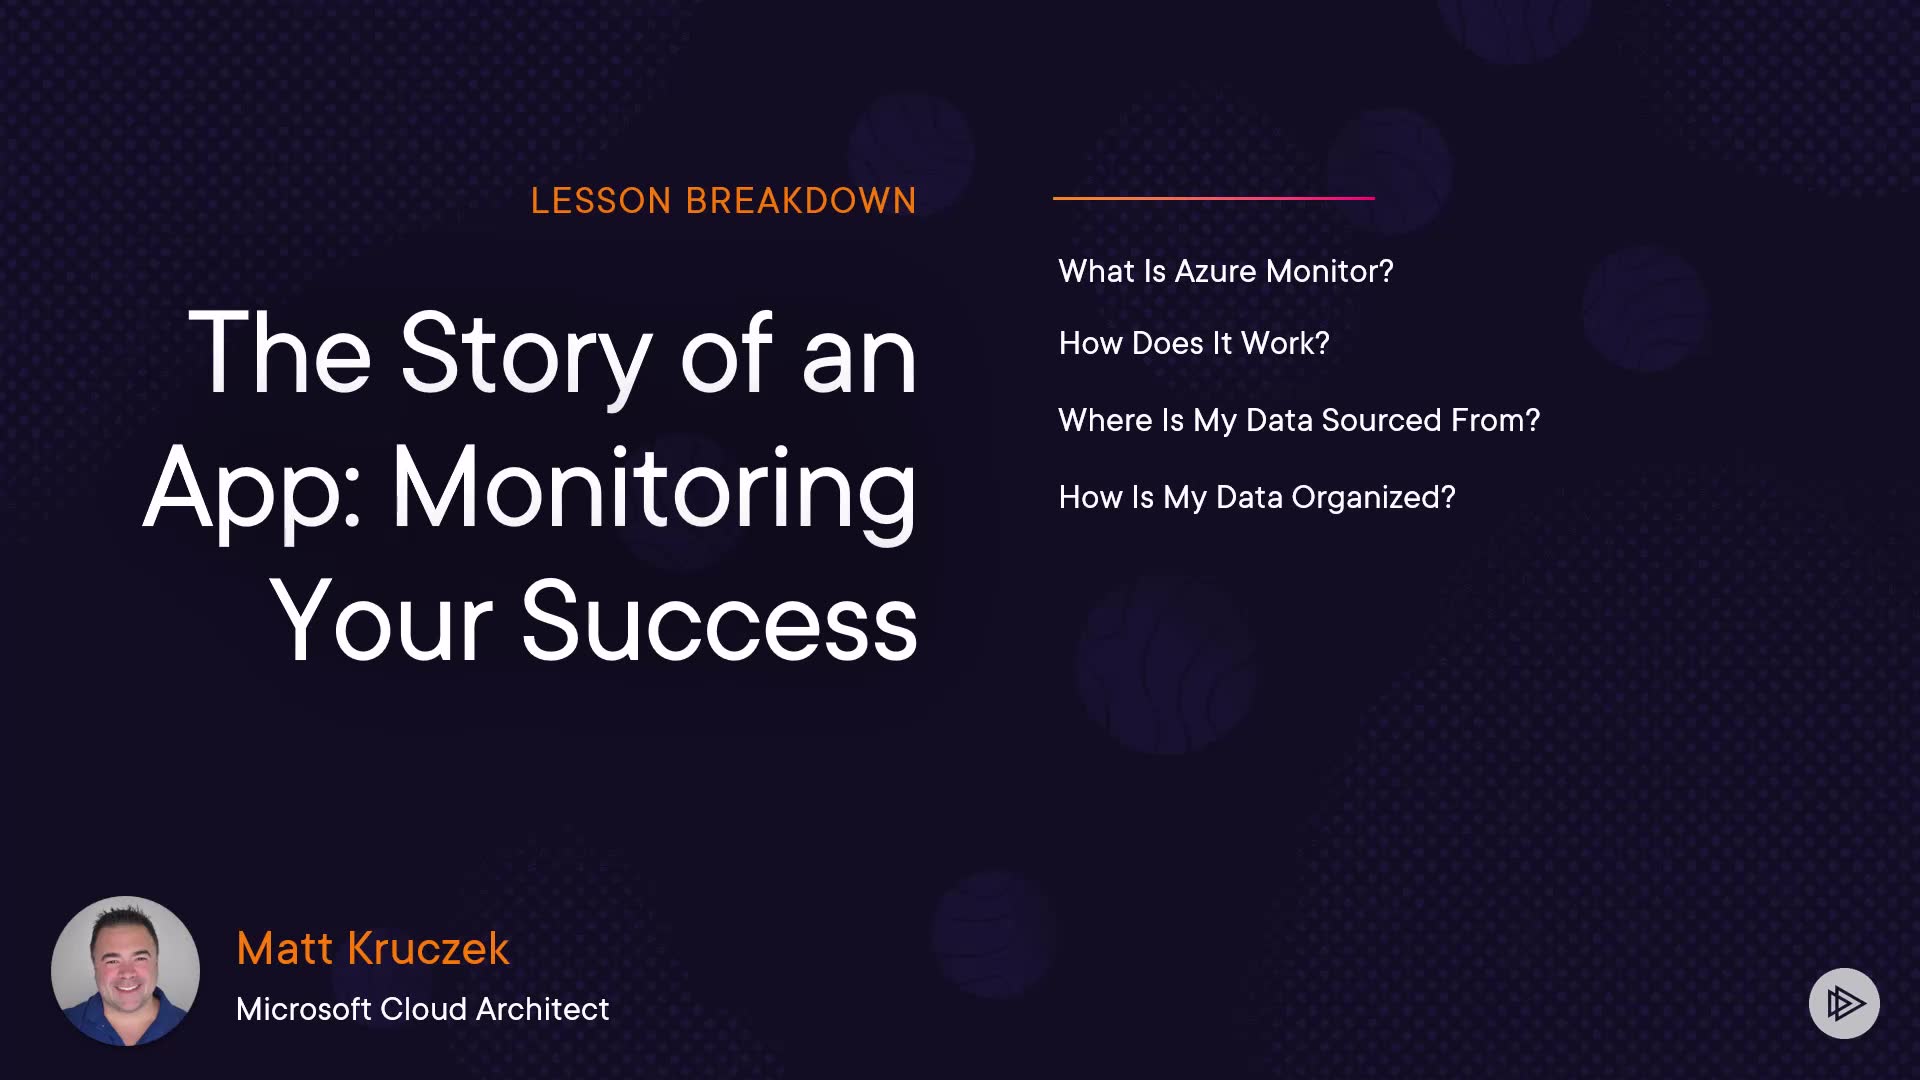 LESSON BREAKDOWN
The Story of an
App: Monitoring
Your Success
What Is Azure Monitor?
How Does It Work?
Where Is My Data Sourced From?
How Is My Data Organized?
Matt Kruczek
Microsoft Cloud Architect